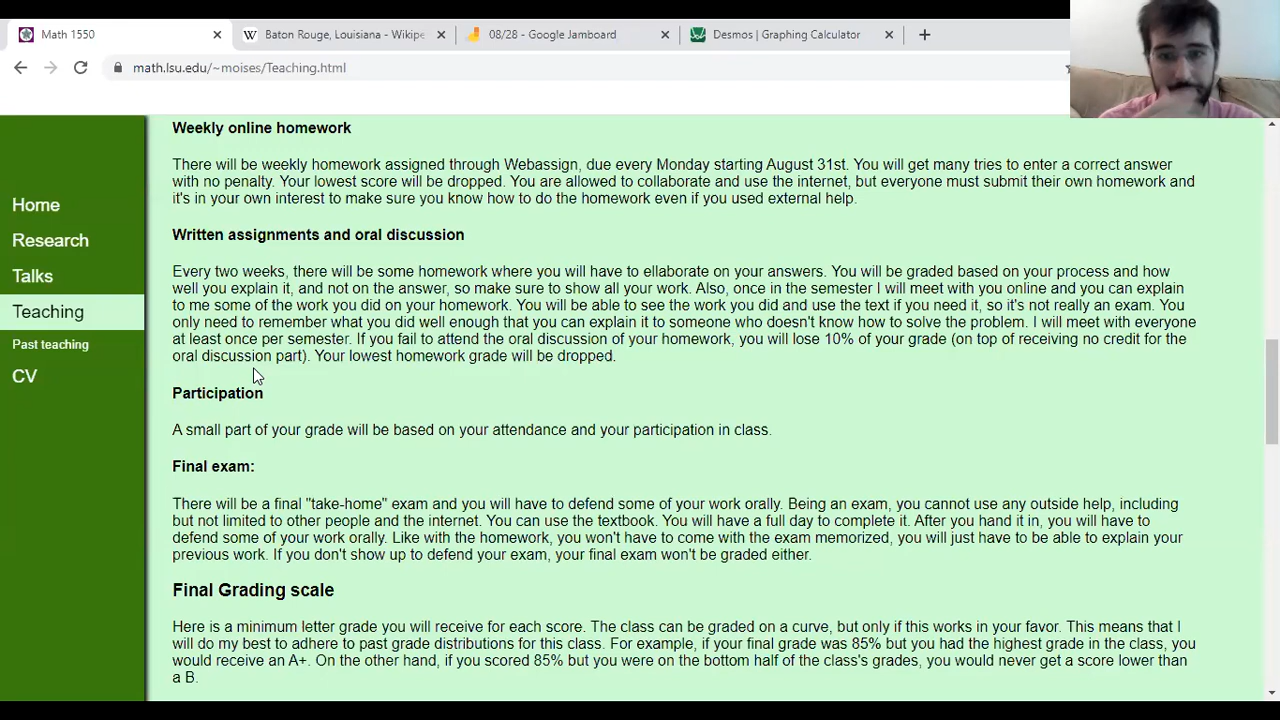 Math 1550
Baton Rouge, Louisiana - Wikipe
08/28 - Google Jamboard
Desmos | Graphing Calculator
math.lsu.edu/~moises/Teaching.html
Home
Research
Talks
Teaching
Past teaching
CV
Weekly online homework
There will be weekly homework assigned through Webassign, due every Monday starting August 31st. You will get many tries to enter a correct answer
with no penalty. Your lowest score will be dropped. You are allowed to collaborate and use the internet, but everyone must submit their own homework and
it's in your own interest to make sure you know how to do the homework even if you used external help.
Written assignments and oral discussion
Every two weeks, there will be some homework where you will have to ellaborate on your answers. You will be graded based on your process and how
well you explain it, and not on the answer, so make sure to show all your work. Also, once in the semester I will meet with you online and you can explain
to me some of the work you did on your homework. You will be able to see the work you did and use the text if you need it, so it's not really an exam. You
only need to remember what you did well enough that you can explain it to someone who doesn't know how to solve the problem. I will meet with everyone
at least once per semester. If you fail to attend the oral discussion of your homework, you will lose 10% of your grade (on top of receiving no credit for the
oral discussion part). Your lowest homework grade will be dropped.
Participation
A small part of your grade will be based on your attendance and your participation in class.
Final exam:
There will be a final "take-home" exam and you will have to defend some of your work orally. Being an exam, you cannot use any outside help, including
but not limited to other people and the internet. You can use the textbook. You will have a full day to complete it. After you hand it in, you will have to
defend some of your work orally. Like with the homework, you won't have to come with the exam memorized, you will just have to be able to explain your
previous work. If you don't show up to defend your exam, your final exam won't be graded either.
Final Grading scale
Here is a minimum letter grade you will receive for each score. The class can be graded on a curve, but only if this works in your favor. This means that I
will do my best to adhere to past grade distributions for this class. For example, if your final grade was 85% but you had the highest grade in the class, you
would receive an A+. On the other hand, if you scored 85% but you were on the bottom half of the class's grades, you would never get a score lower than
a B.